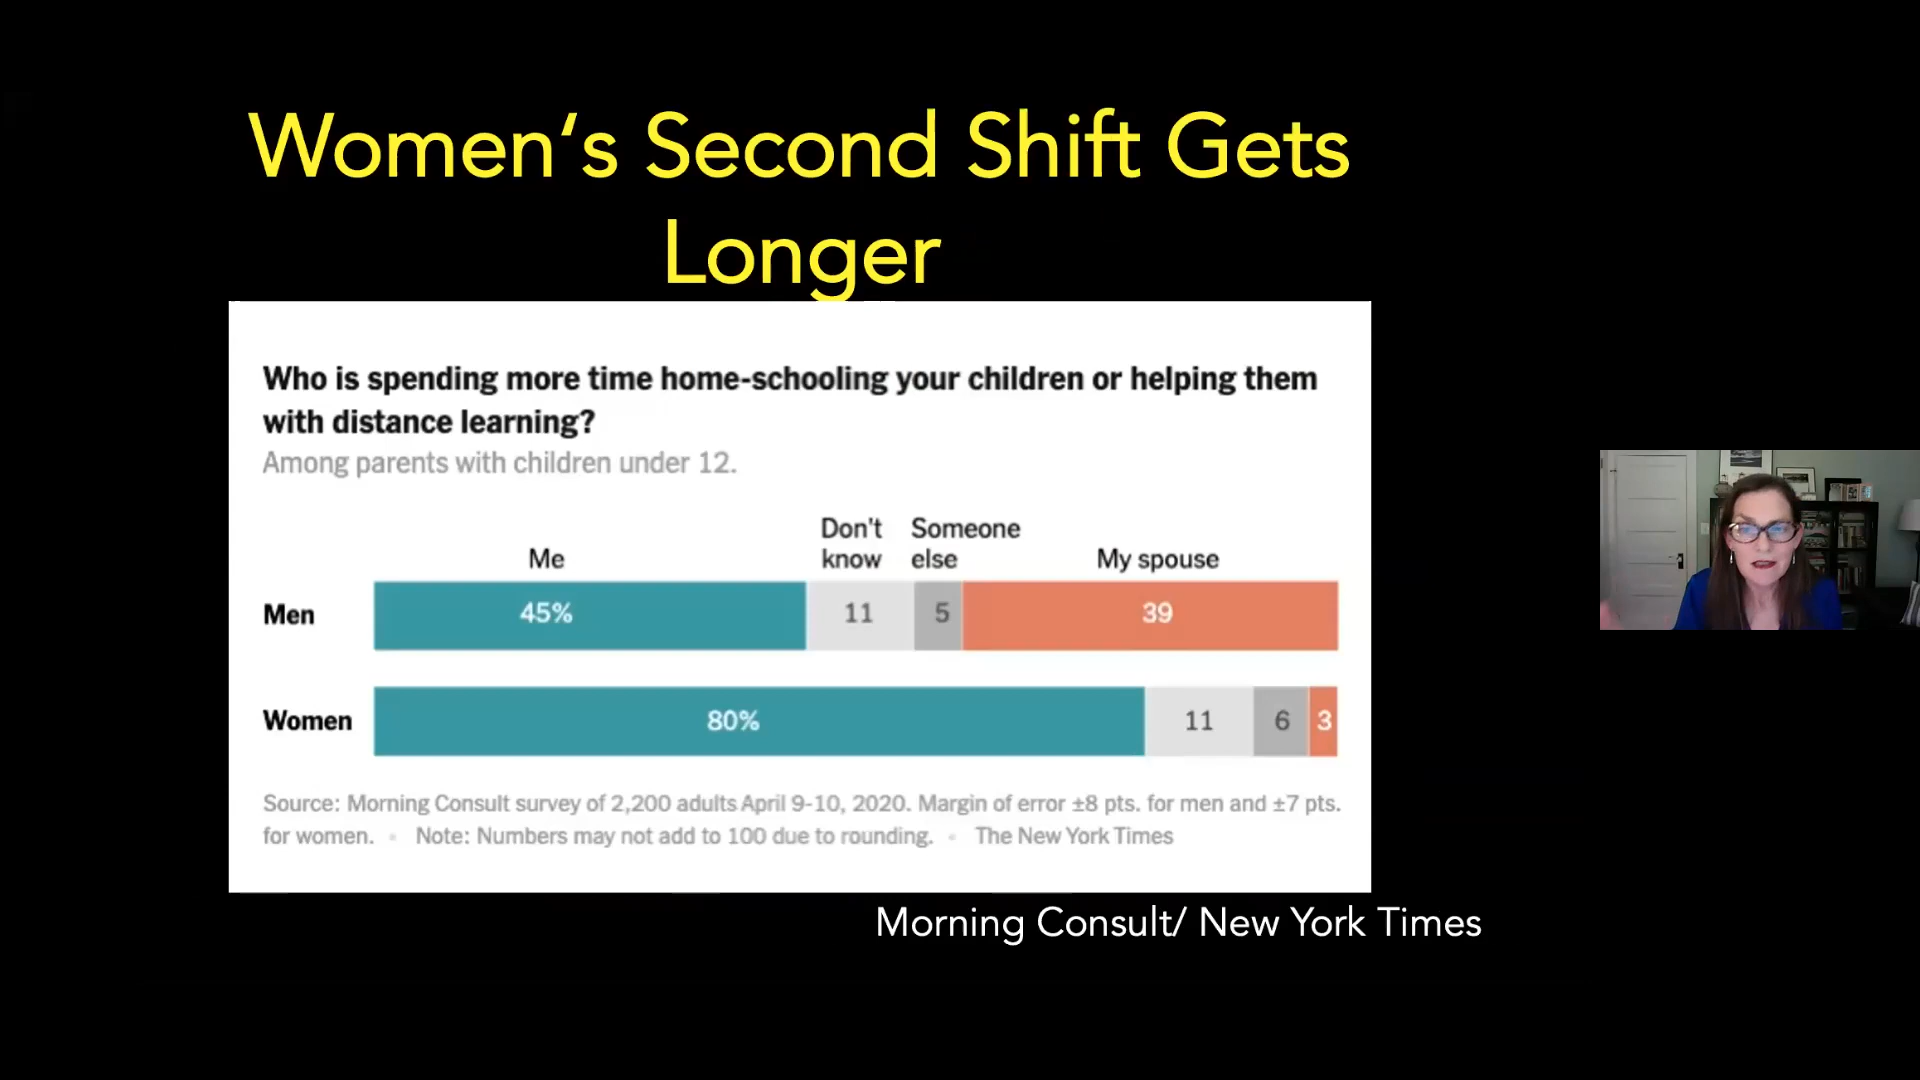 Women‘s Second Shift Gets
Longer
Who is spending more time home-schooling your children or helping them
with distance learning?
Among parents with children under 12.
Me Don't know Someone else My spouse
Men 45% 11 5 39
Women 80% 11 6 3
Source: Morning Consult survey of 2,200 adults April 9-10, 2020. Margin of error ±8 pts. for men and ±7 pts.
for women. • Note: Numbers may not add to 100 due to rounding. • The New York Times
Morning Consult/ New York Times